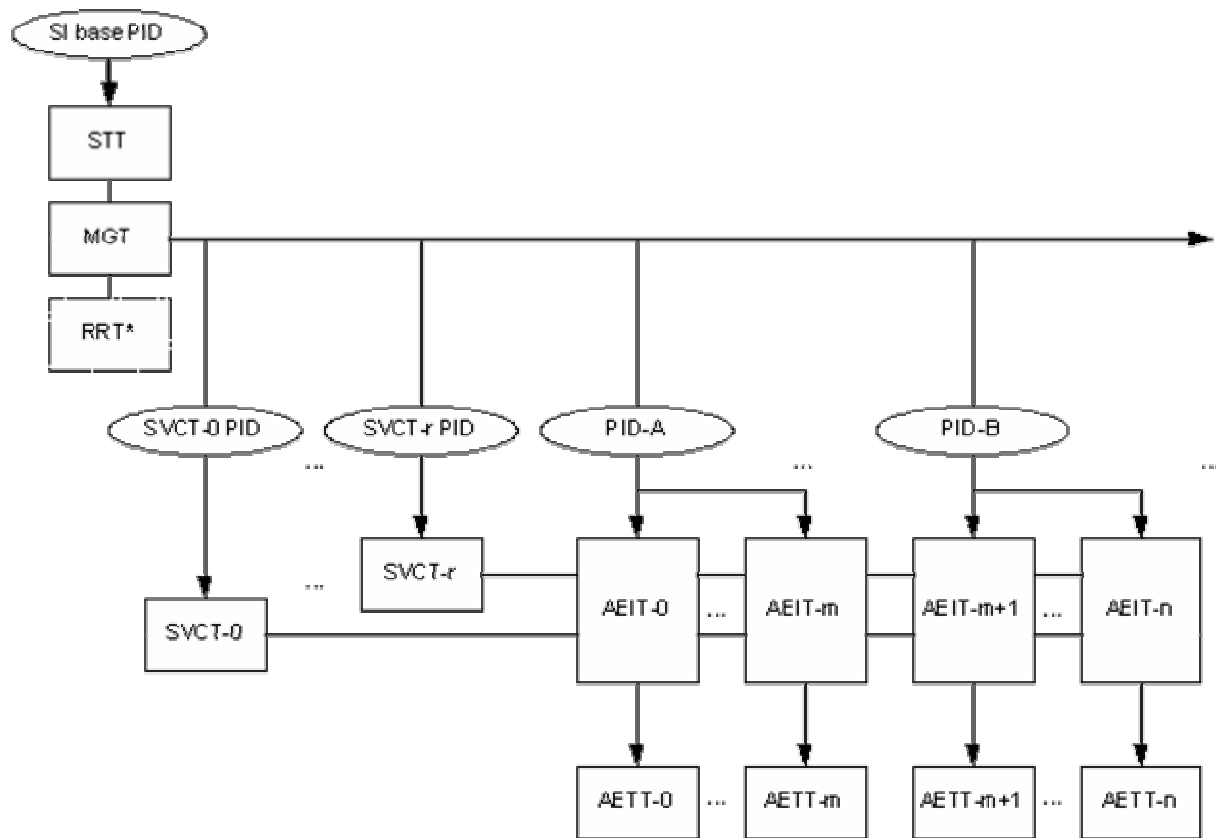 SI base PID
STT
MGT
RRT*
SVCT-0 PID
SVCT-r PID
PID-A
PID-B
...
...
...
SVCT-r
...
SVCT-0
AEIT-0
...
AEIT-m
AEIT-m+1
...
AEIT-n
AETT-0
...
AETT-m
AETT-m+1
...
AETT-n